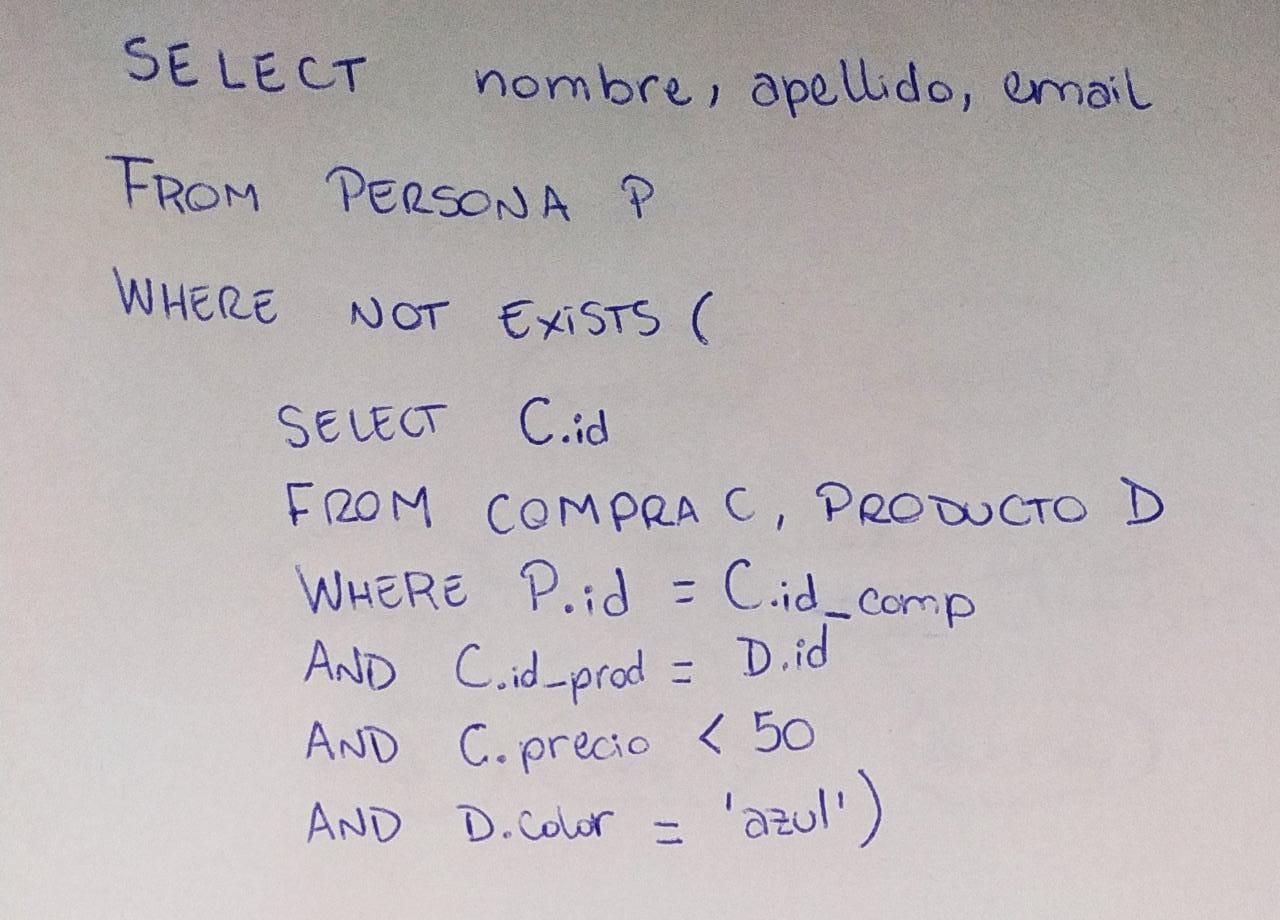 SELECT nombre, apellido, email
FROM PERSONA P
WHERE NOT EXISTS (
SELECT C.id
FROM COMPRA C, PRODUCTO D
WHERE P.id = C.id_comp
AND C.id_prod = D.id
AND C.precio < 50
AND D.color = 'azul')